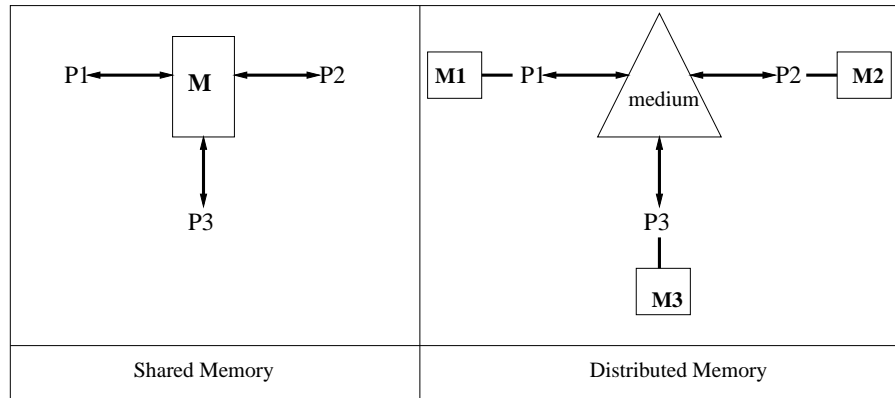 P1
M
P2
P3
Shared Memory
M1
P1
medium
P2
M2
P3
M3
Distributed Memory